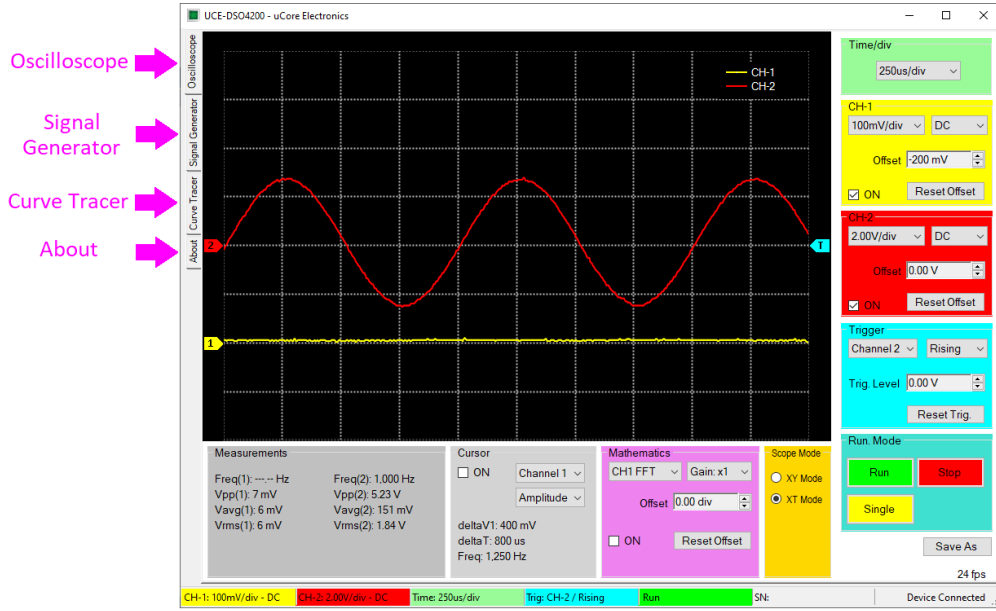 UCE-DSO4200 - uCore Electronics
Oscilloscope
Signal
Generator
Curve Tracer
About
Oscilloscope
Signal Generator
Curve Tracer
About
CH-1
CH-2
2
T
1
Time/div
250us/div
CH-1
100mV/div
DC
Offset
-200 mV
ON
Reset Offset
CH-2
2.00V/div
DC
Offset
0.00 V
ON
Reset Offset
Trigger
Channel 2
Rising
Trig. Level
0.00 V
Reset Trig.
Run. Mode
Run
Stop
Single
Save As
24 fps
Measurements
Freq(1): ---.-- Hz
Vpp(1): 7 mV
Vavg(1): 6 mV
Vrms(1): 6 mV
Freq(2): 1,000 Hz
Vpp(2): 5.23 V
Vavg(2): 151 mV
Vrms(2): 1.84 V
Cursor
ON
Channel 1
Amplitude
deltaV1: 400 mV
deltaT: 800 us
Freq: 1,250 Hz
Mathematics
CH1 FFT
Gain: x1
Offset
0.00 div
ON
Reset Offset
Scope Mode
XY Mode
XT Mode
CH-1: 100mV/div - DC
CH-2: 2.00V/div - DC
Time: 250us/div
Trig: CH-2 / Rising
Run
SN:
Device Connected